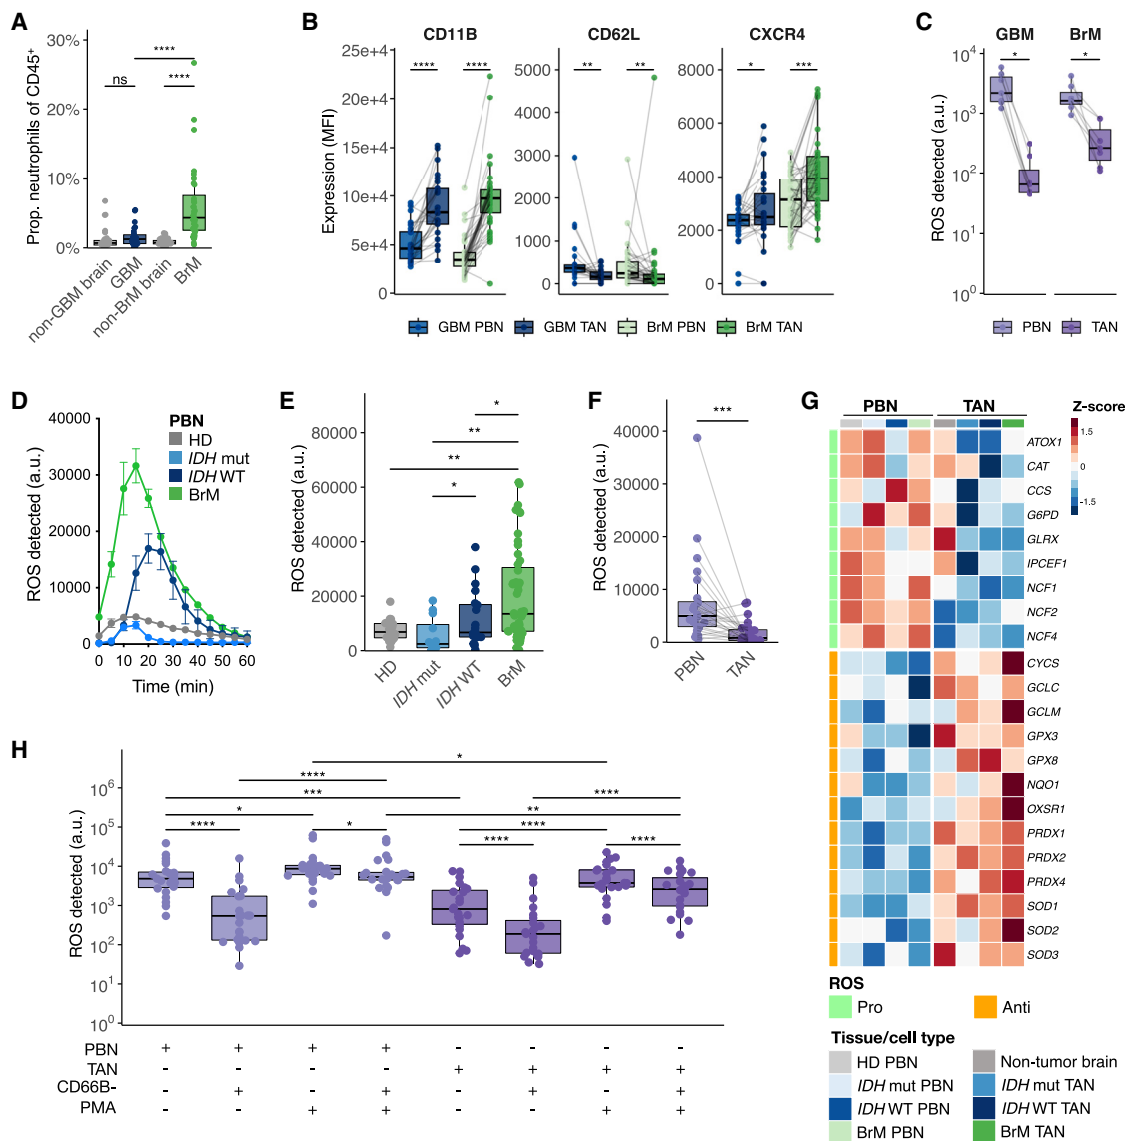 A
Prop. neutrophils of CD45+
30%
20%
10%
0%
ns
****
****
non-GBM brain
GBM
non-BrM brain
BrM
B
Expression (MFI)
CD11B
CD62L
CXCR4
25e+4
20e+4
15e+4
10e+4
5e+4
0
****
****
5000
4000
3000
2000
1000
0
**
**
8000
6000
4000
2000
0
*
***
GBM PBN
GBM TAN
BrM PBN
BrM TAN
C
GBM
BrM
ROS detected (a.u.)
10^4
10^3
10^2
10^1
10^0
*
*
PBN
TAN
D
ROS detected (a.u.)
40000
30000
20000
10000
0
PBN
HD
IDH mut
IDH WT
BrM
0 10 20 30 40 50 60
Time (min)
E
ROS detected (a.u.)
80000
60000
40000
20000
0
*
**
**
*
HD
IDH mut
IDH WT
BrM
F
ROS detected (a.u.)
40000
30000
20000
10000
0
***
PBN
TAN
G
PBN
TAN
Z-score
1.5
0
-1.5
ATOX1
CAT
CCS
G6PD
GLRX
IPCEF1
NCF1
NCF2
NCF4
CYCS
GCLC
GCLM
GPX3
GPX8
NQO1
OXSR1
PRDX1
PRDX2
PRDX4
SOD1
SOD2
SOD3
ROS
Pro
Anti
Tissue/cell type
HD PBN
Non-tumor brain
IDH mut PBN
IDH mut TAN
IDH WT PBN
IDH WT TAN
BrM PBN
BrM TAN
H
ROS detected (a.u.)
10^6
10^5
10^4
10^3
10^2
10^1
10^0
*
****
***
****
*
**
****
*
****
****
****
PBN + + + + - - - -
TAN - - - - + + + +
CD66B- - + - + - + - +
PMA - - + + - - + +